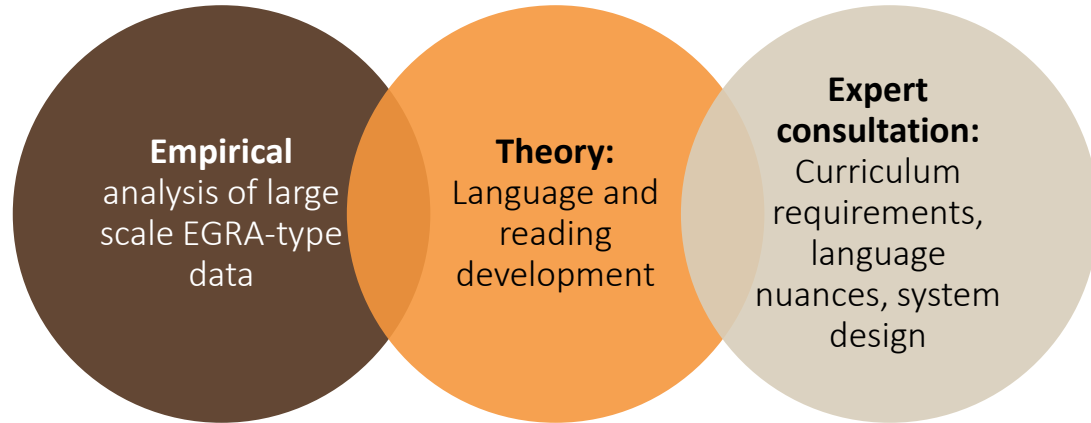 Empirical
analysis of large
scale EGRA-type
data
Theory:
Language and
reading
development
Expert
consultation:
Curriculum
requirements,
language
nuances, system
design